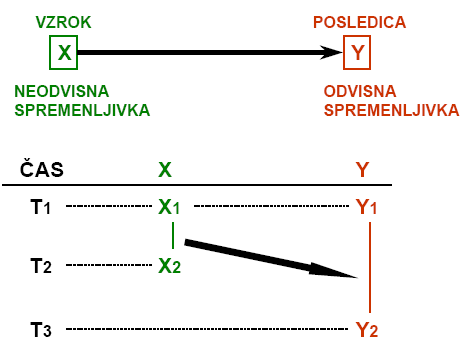 VZROK POSLEDICA
X Y
NEODVISNA SPREMENLJIVKA ODVISNA SPREMENLJIVKA
ČAS X Y
T1 X1 Y1
T2 X2
T3 Y2